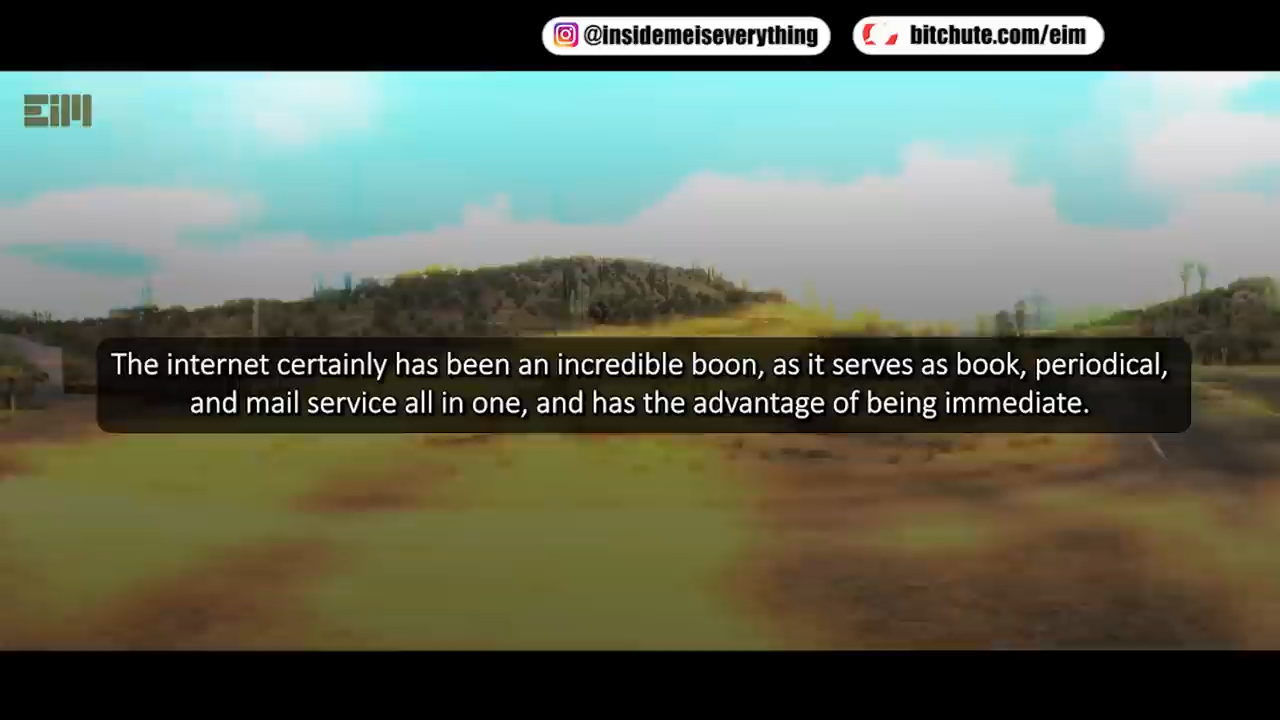 @insidemeiseverything bitchute.com/eim
EiM
The internet certainly has been an incredible boon, as it serves as book, periodical,
and mail service all in one, and has the advantage of being immediate.